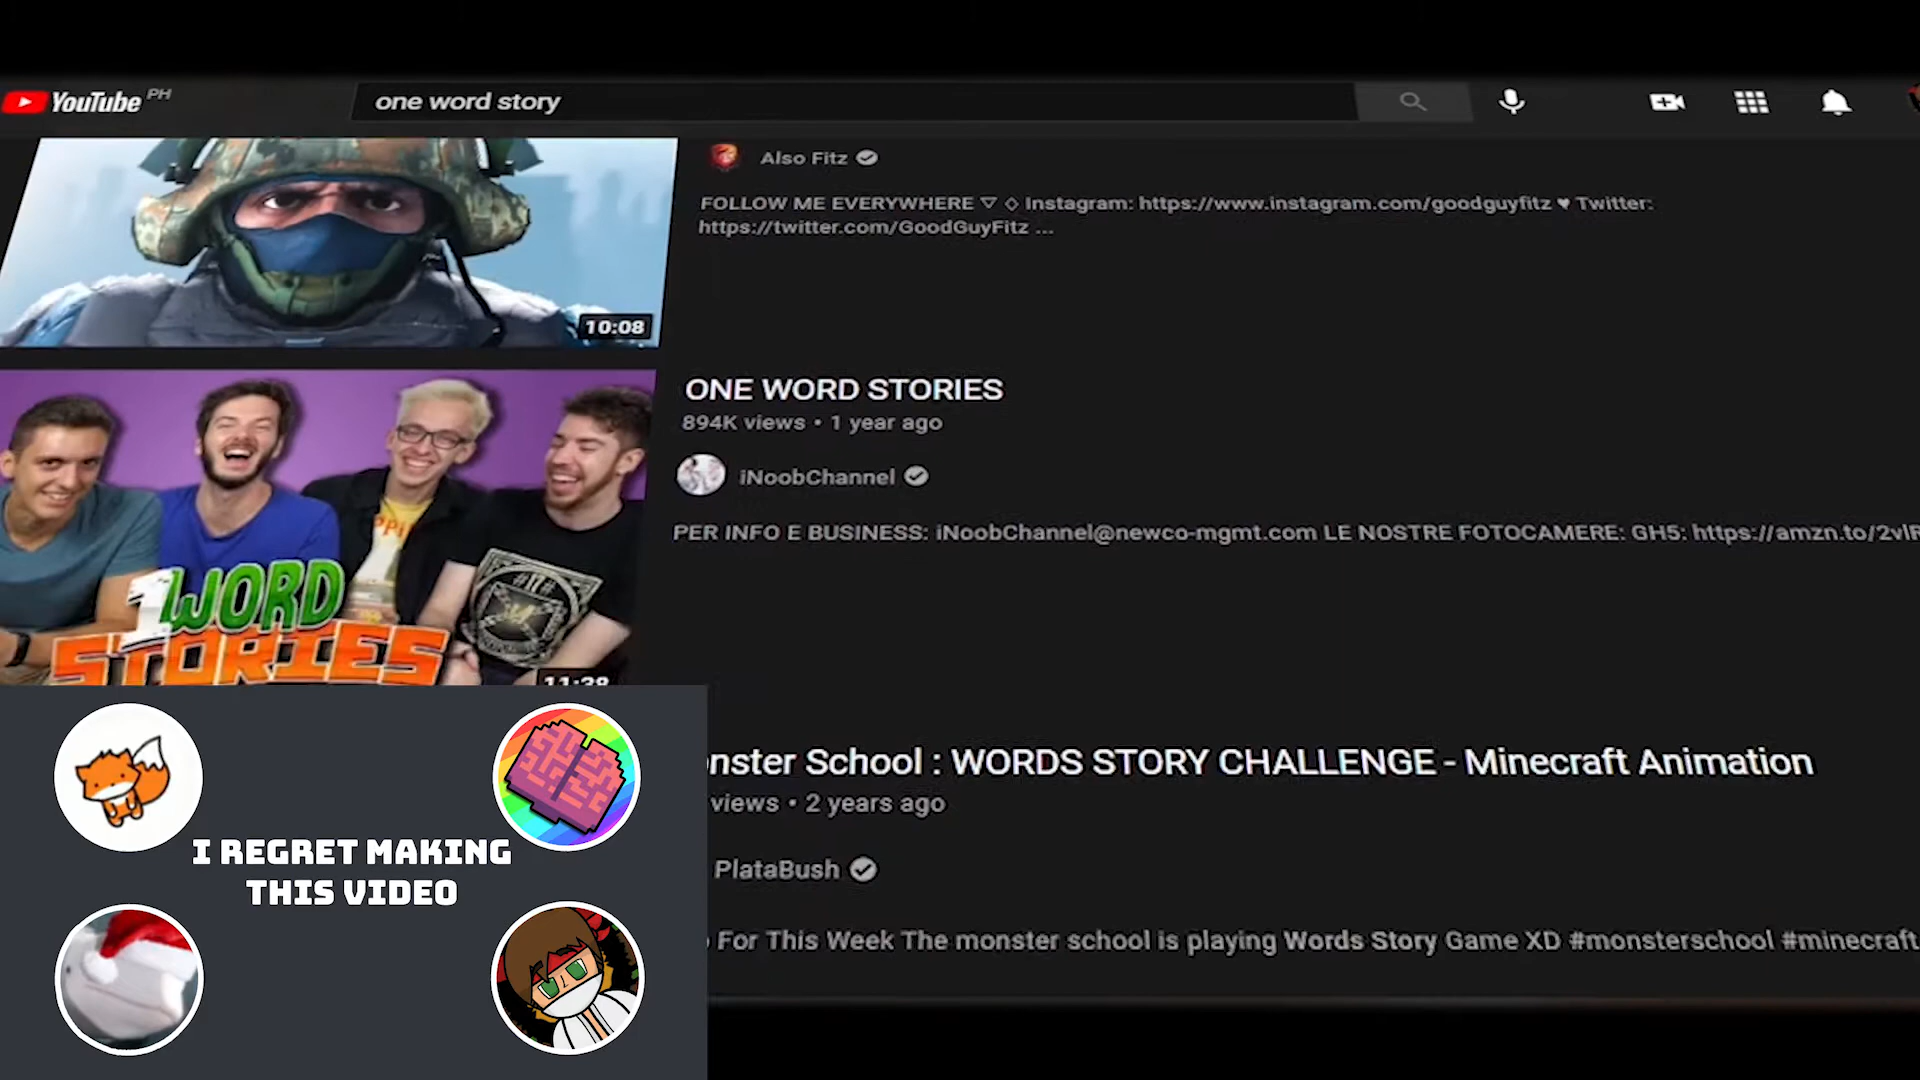 YouTube PH
one word story
Also Fitz
FOLLOW ME EVERYWHERE ▽ ◇ Instagram: https://www.instagram.com/goodguyfitz ♥ Twitter:
https://twitter.com/GoodGuyFitz ...
10:08
ONE WORD STORIES
894K views • 1 year ago
iNoobChannel
PER INFO E BUSINESS: iNoobChannel@newco-mgmt.com LE NOSTRE FOTOCAMERE: GH5: https://amzn.to/2vlR
#17#
1 WORD
STORIES
11:38
nster School : WORDS STORY CHALLENGE - Minecraft Animation
views • 2 years ago
PlataBush
For This Week The monster school is playing Words Story Game XD #monsterschool #minecraft
I REGRET MAKING
THIS VIDEO